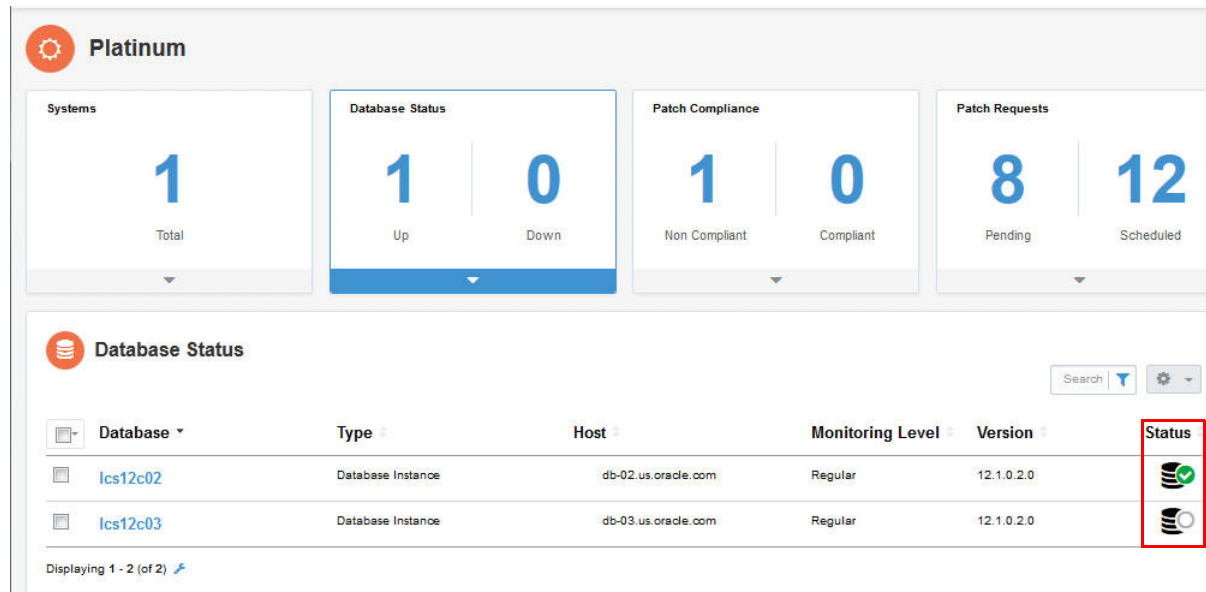 Platinum
Systems
1
Total
Database Status
1 0
Up Down
Patch Compliance
1 0
Non Compliant Compliant
Patch Requests
8 12
Pending Scheduled
Database Status
Search
Database Type Host Monitoring Level Version Status
lcs12c02 Database Instance db-02.us.oracle.com Regular 12.1.0.2.0
lcs12c03 Database Instance db-03.us.oracle.com Regular 12.1.0.2.0
Displaying 1 - 2 (of 2)